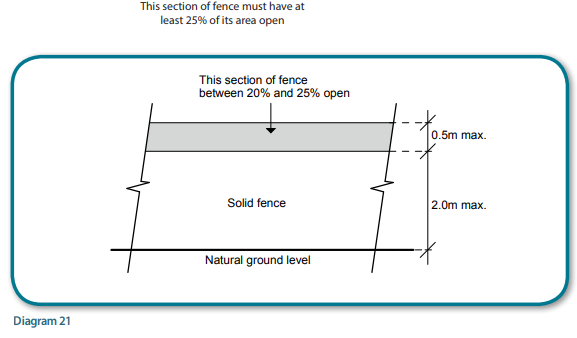 This section of fence must have at
least 25% of its area open
This section of fence
between 20% and 25% open
0.5m max.
Solid fence
2.0m max.
Natural ground level
Diagram 21